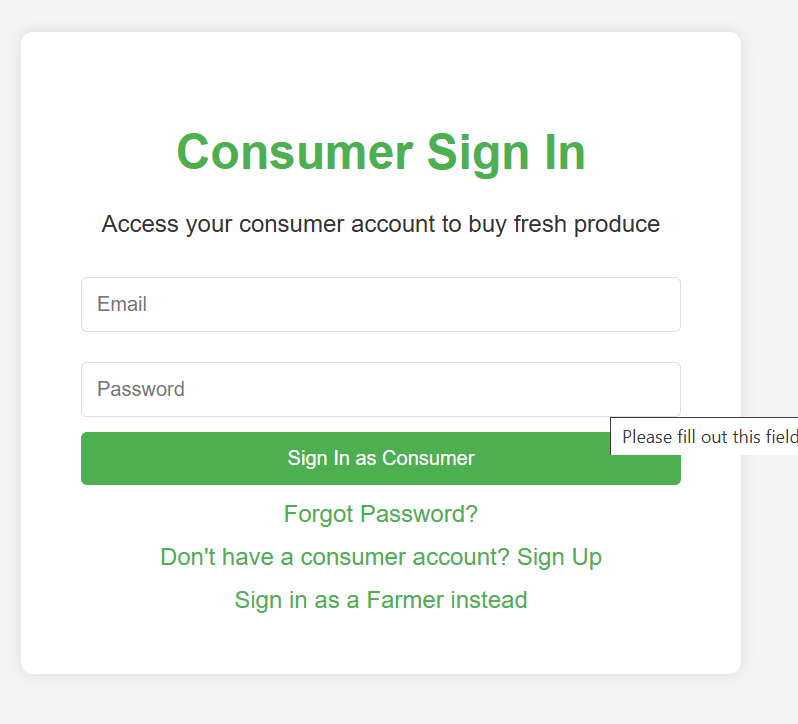 Consumer Sign In
Access your consumer account to buy fresh produce
Email
Password
Please fill out this field
Sign In as Consumer
Forgot Password?
Don't have a consumer account? Sign Up
Sign in as a Farmer instead